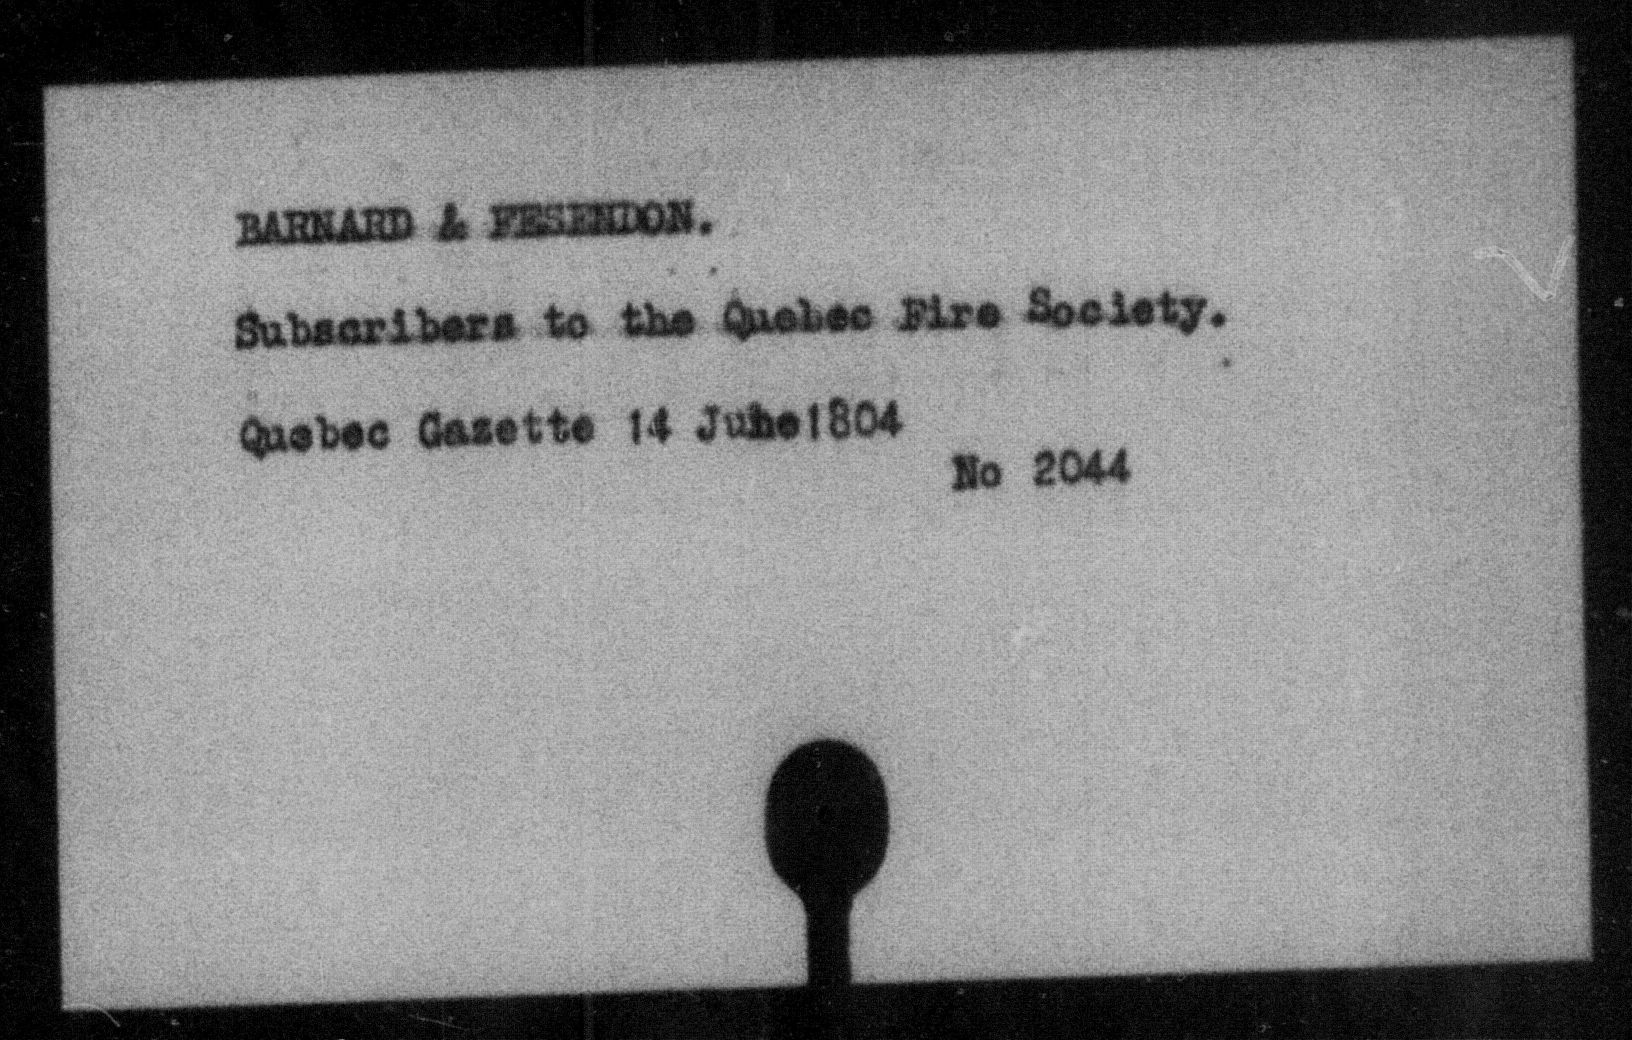 BARNARD & FESENDON.
Subscribers to the Quebec Fire Society.
Quebec Gazette 14 June1804
No 2044